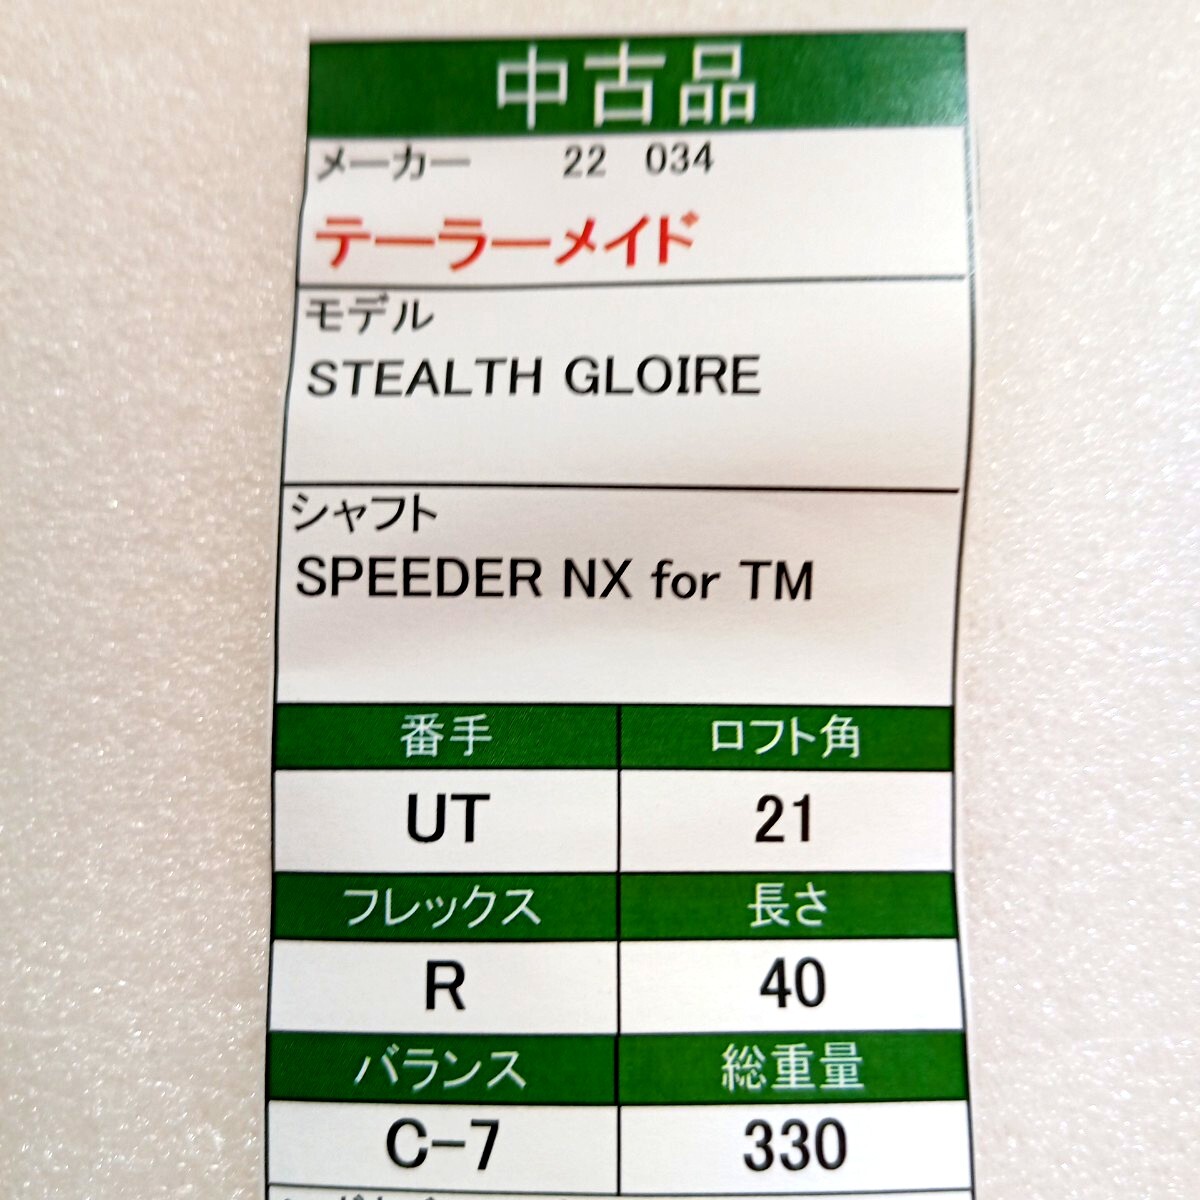 中古品
メーカー 22 034
テーラーメイド
モデル
STEALTH GLOIRE
シャフト
SPEEDER NX for TM
番手 ロフト角
UT 21
フレックス 長さ
R 40
バランス 総重量
C-7 330